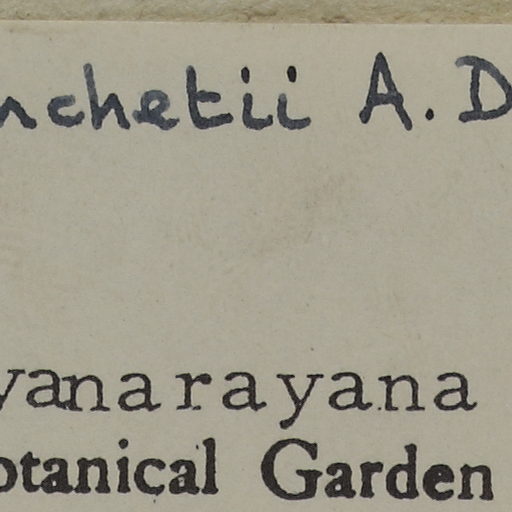 nchetii A. D
yanarayana
otanical Garden